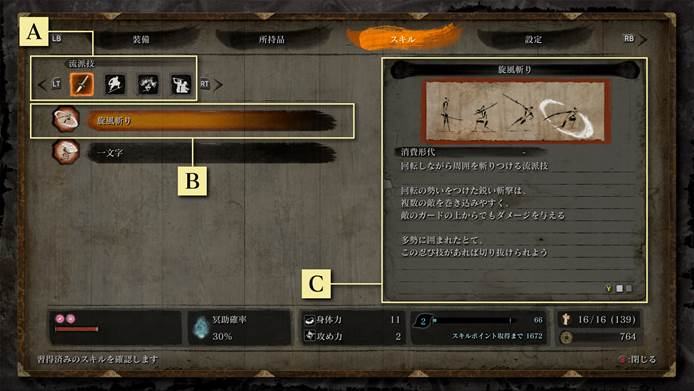 A
LB
装備
所持品
スキル
設定
RB
流派技
LT
RT
旋風斬り
B
一文字
旋風斬り
消費形代 -
回転しながら周囲を斬りつける流派技
回転の勢いをつけた鋭い斬撃は、
複数の敵を巻き込みやすく、
敵のガードの上からでもダメージを与える
多勢に囲まれたとて、
この忍び技があれば切り抜けられよう
C
Y
冥助確率
30%
身体力 11
攻め力 2
2
66
スキルポイント取得まで 1672
16/16 (139)
764
習得済みのスキルを確認します
B:閉じる